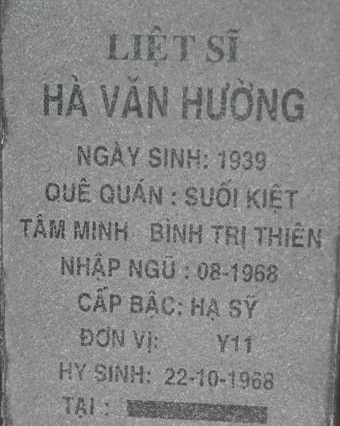 LIỆT SĨ
HÀ VĂN HƯỜNG
NGÀY SINH: 1939
QUÊ QUÁN : SUỐI KIỆT
TÂM MINH BÌNH TRỊ THIÊN
NHẬP NGŨ : 08-1968
CẤP BẬC: HẠ SỸ
ĐƠN VỊ: Y11
HY SINH: 22-10-1968
TẠI :